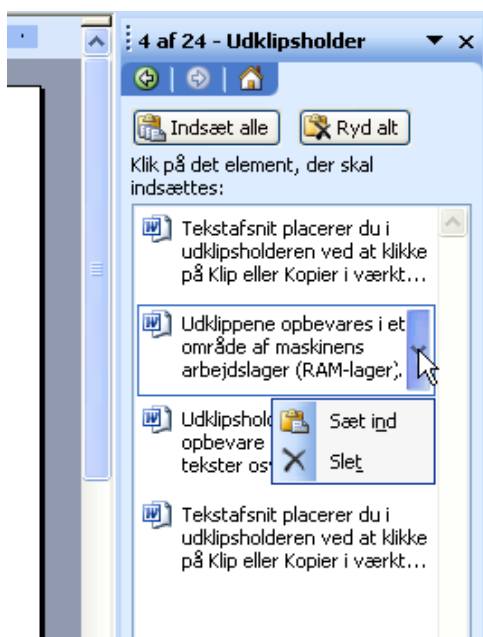 4 af 24 - Udklipsholder
Indsæt alle
Ryd alt
Klik på det element, der skal
indsættes:
Tekstafsnit placerer du i
udklipsholderen ved at klikke
på Klip eller Kopier i værkt...
Udklippene opbevares i et
område af maskinens
arbejdslager (RAM-lager).
Udklipshol
opbevare
tekster os
Sæt ind
Slet
Tekstafsnit placerer du i
udklipsholderen ved at klikke
på Klip eller Kopier i værkt...